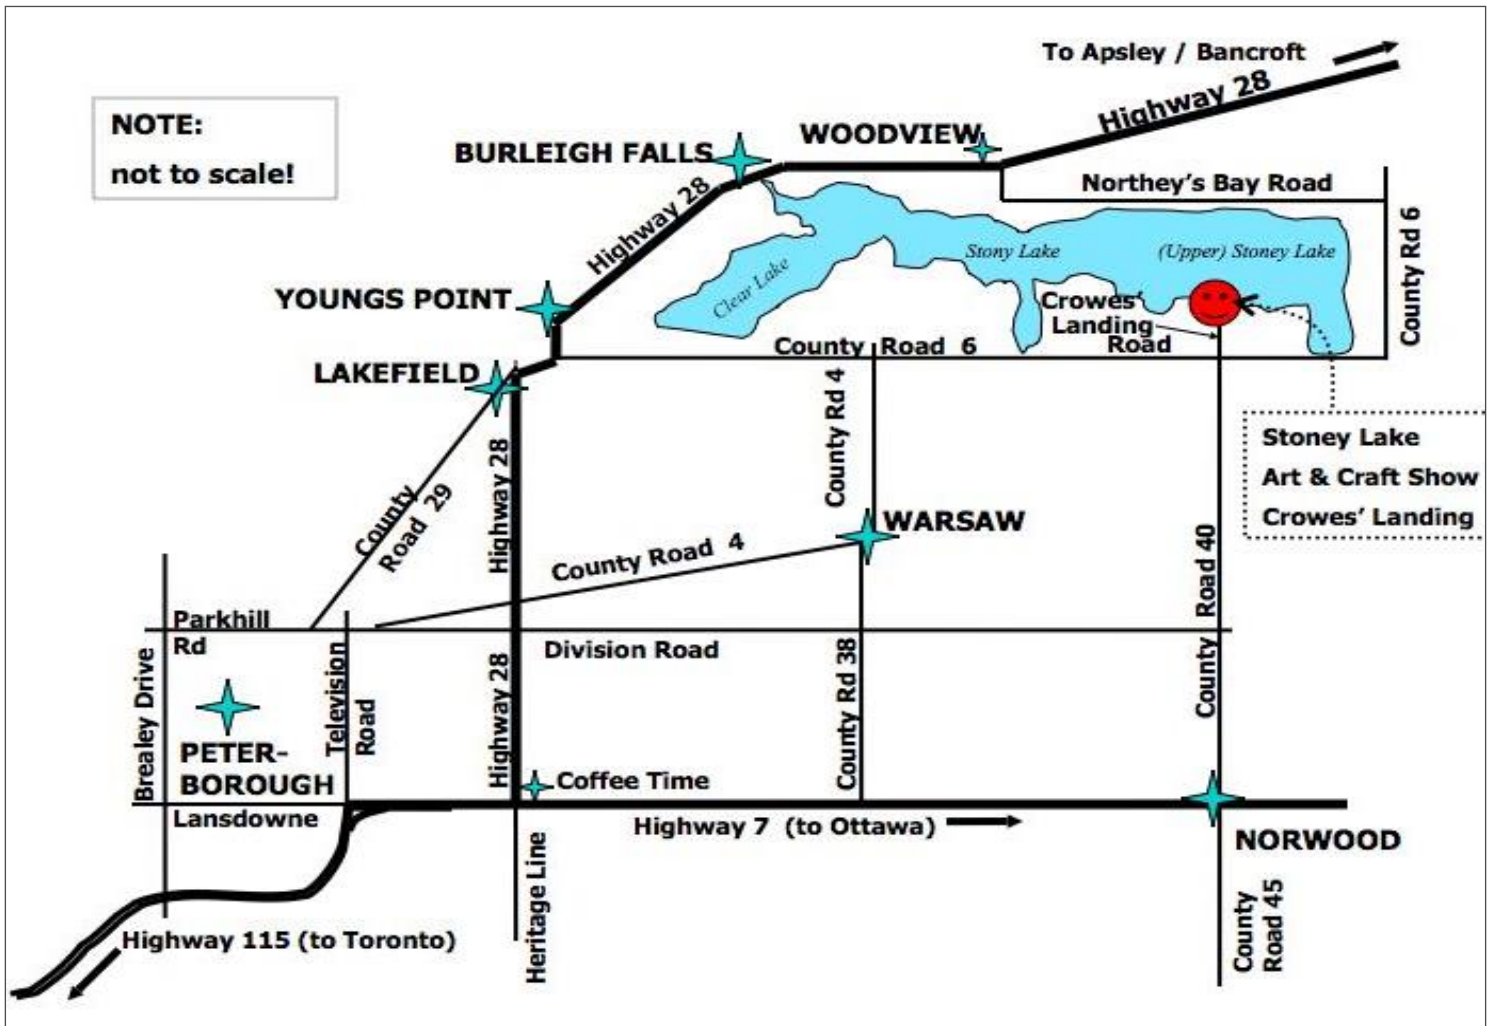 To Apsley / Bancroft
Highway 28
NOTE:
not to scale!
WOODVIEW
BURLEIGH FALLS
Northey's Bay Road
Highway 28
County Rd 6
Stony Lake
(Upper) Stoney Lake
Clear Lake
YOUNGS POINT
Crowes'
Landing
Road
County Road 6
LAKEFIELD
County Rd 4
Stoney Lake
Art & Craft Show
Crowes' Landing
Highway 28
County
Road 29
WARSAW
County Road 4
County Road 40
Parkhill
Rd
Division Road
Brealey Drive
Television
Road
Highway 28
County Rd 38
PETER-
BOROUGH
Coffee Time
Lansdowne
Highway 7 (to Ottawa)
NORWOOD
Heritage Line
County
Road 45
Highway 115 (to Toronto)